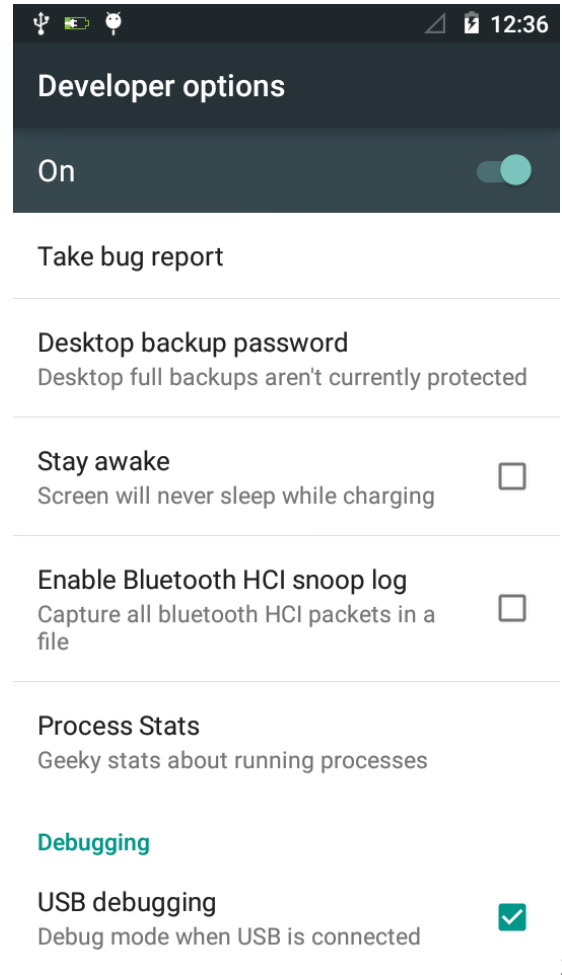 12:36
Developer options
On
Take bug report
Desktop backup password
Desktop full backups aren't currently protected
Stay awake
Screen will never sleep while charging
Enable Bluetooth HCI snoop log
Capture all bluetooth HCI packets in a
file
Process Stats
Geeky stats about running processes
Debugging
USB debugging
Debug mode when USB is connected